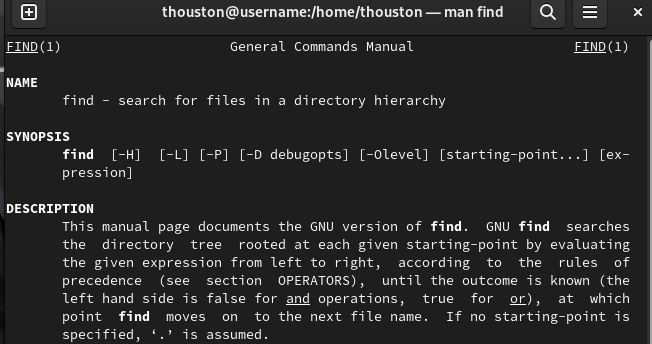 thouston@username:/home/thouston — man find
FIND(1) General Commands Manual FIND(1)
NAME
find - search for files in a directory hierarchy
SYNOPSIS
find [-H] [-L] [-P] [-D debugopts] [-Olevel] [starting-point...] [ex-
pression]
DESCRIPTION
This manual page documents the GNU version of find. GNU find searches
the directory tree rooted at each given starting-point by evaluating
the given expression from left to right, according to the rules of
precedence (see section OPERATORS), until the outcome is known (the
left hand side is false for and operations, true for or), at which
point find moves on to the next file name. If no starting-point is
specified, ‘.’ is assumed.